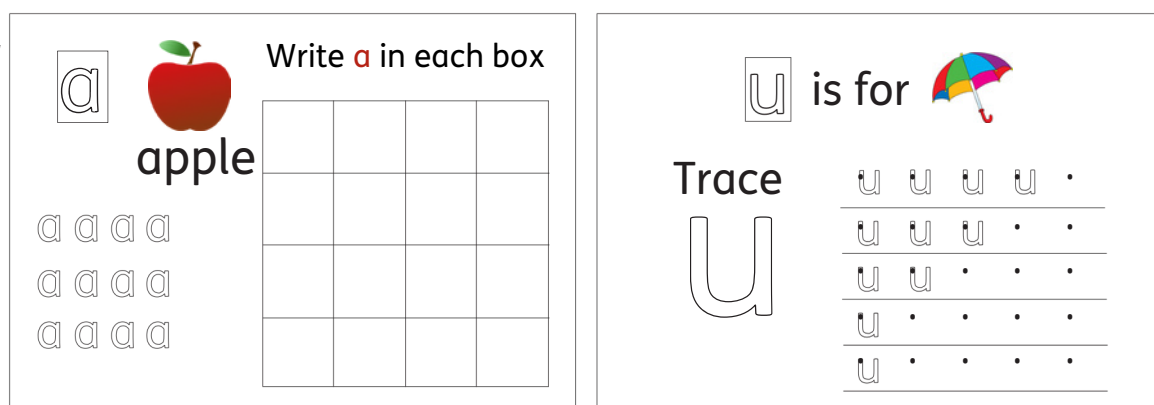 a
Write a in each box
apple
a a a a
a a a a
a a a a
u is for
Trace
u
u u u u
u u u
u u
u
u